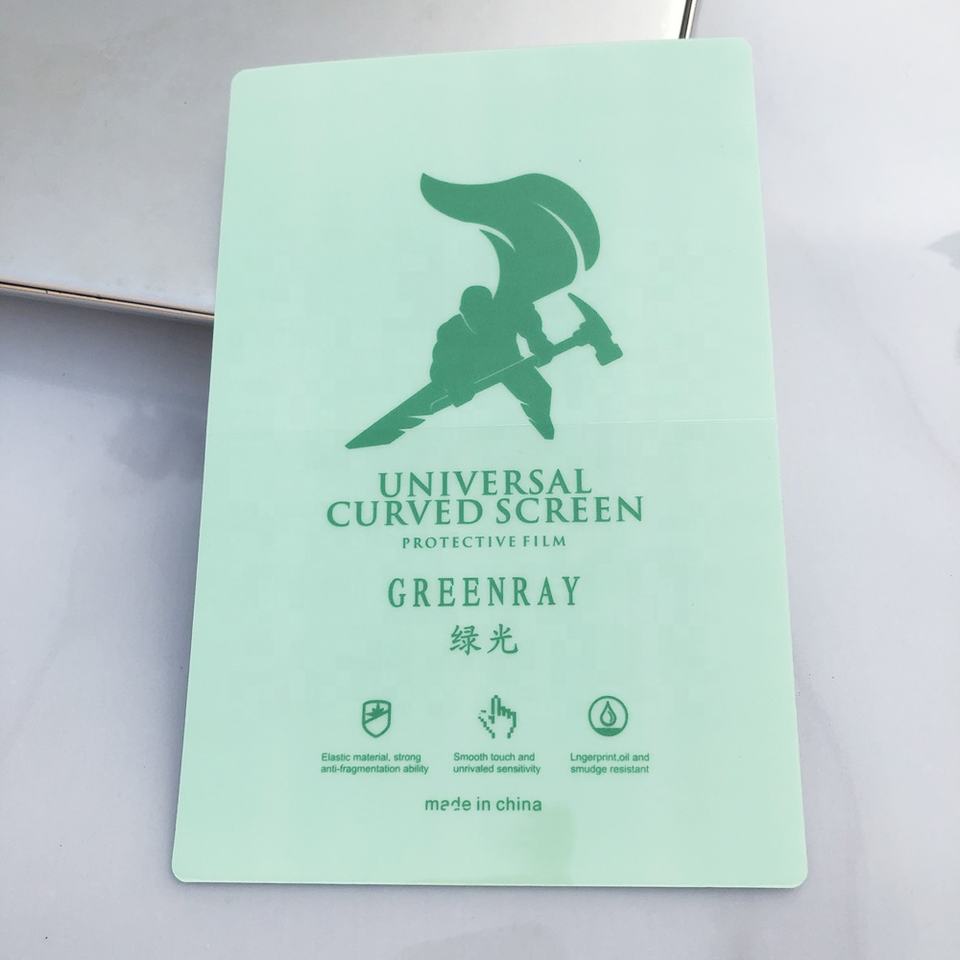 UNIVERSAL
CURVED SCREEN
PROTECTIVE FILM
GREENRAY
绿光
Elastic material, strong
anti-fragmentation ability
Smooth touch and
unrivaled sensitivity
Lngerprint,oil and
smudge resistant
made in china